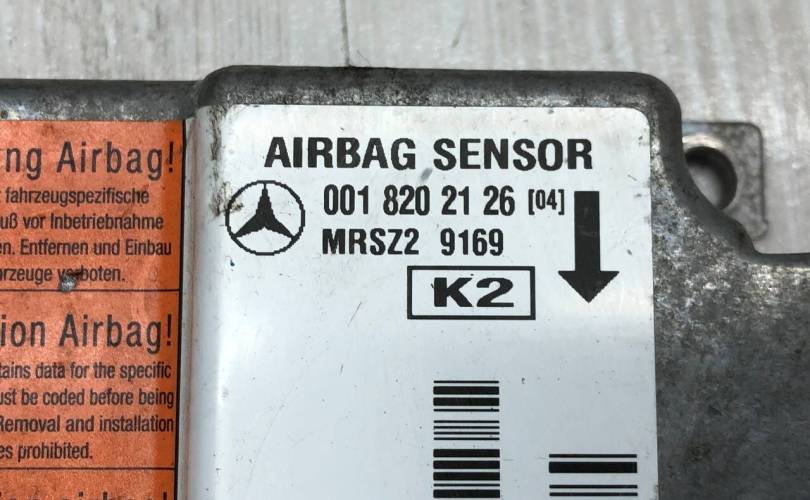 ng Airbag!
fahrzeugspezifische
uß vor Inbetriebnahme
en. Entfernen und Einbau
hrzeuge verboten.
ion Airbag!
tains data for the specific
ust be coded before being
Removal and installation
es prohibited.
AIRBAG SENSOR
001 820 21 26 [04]
MRSZ2 9169
K2